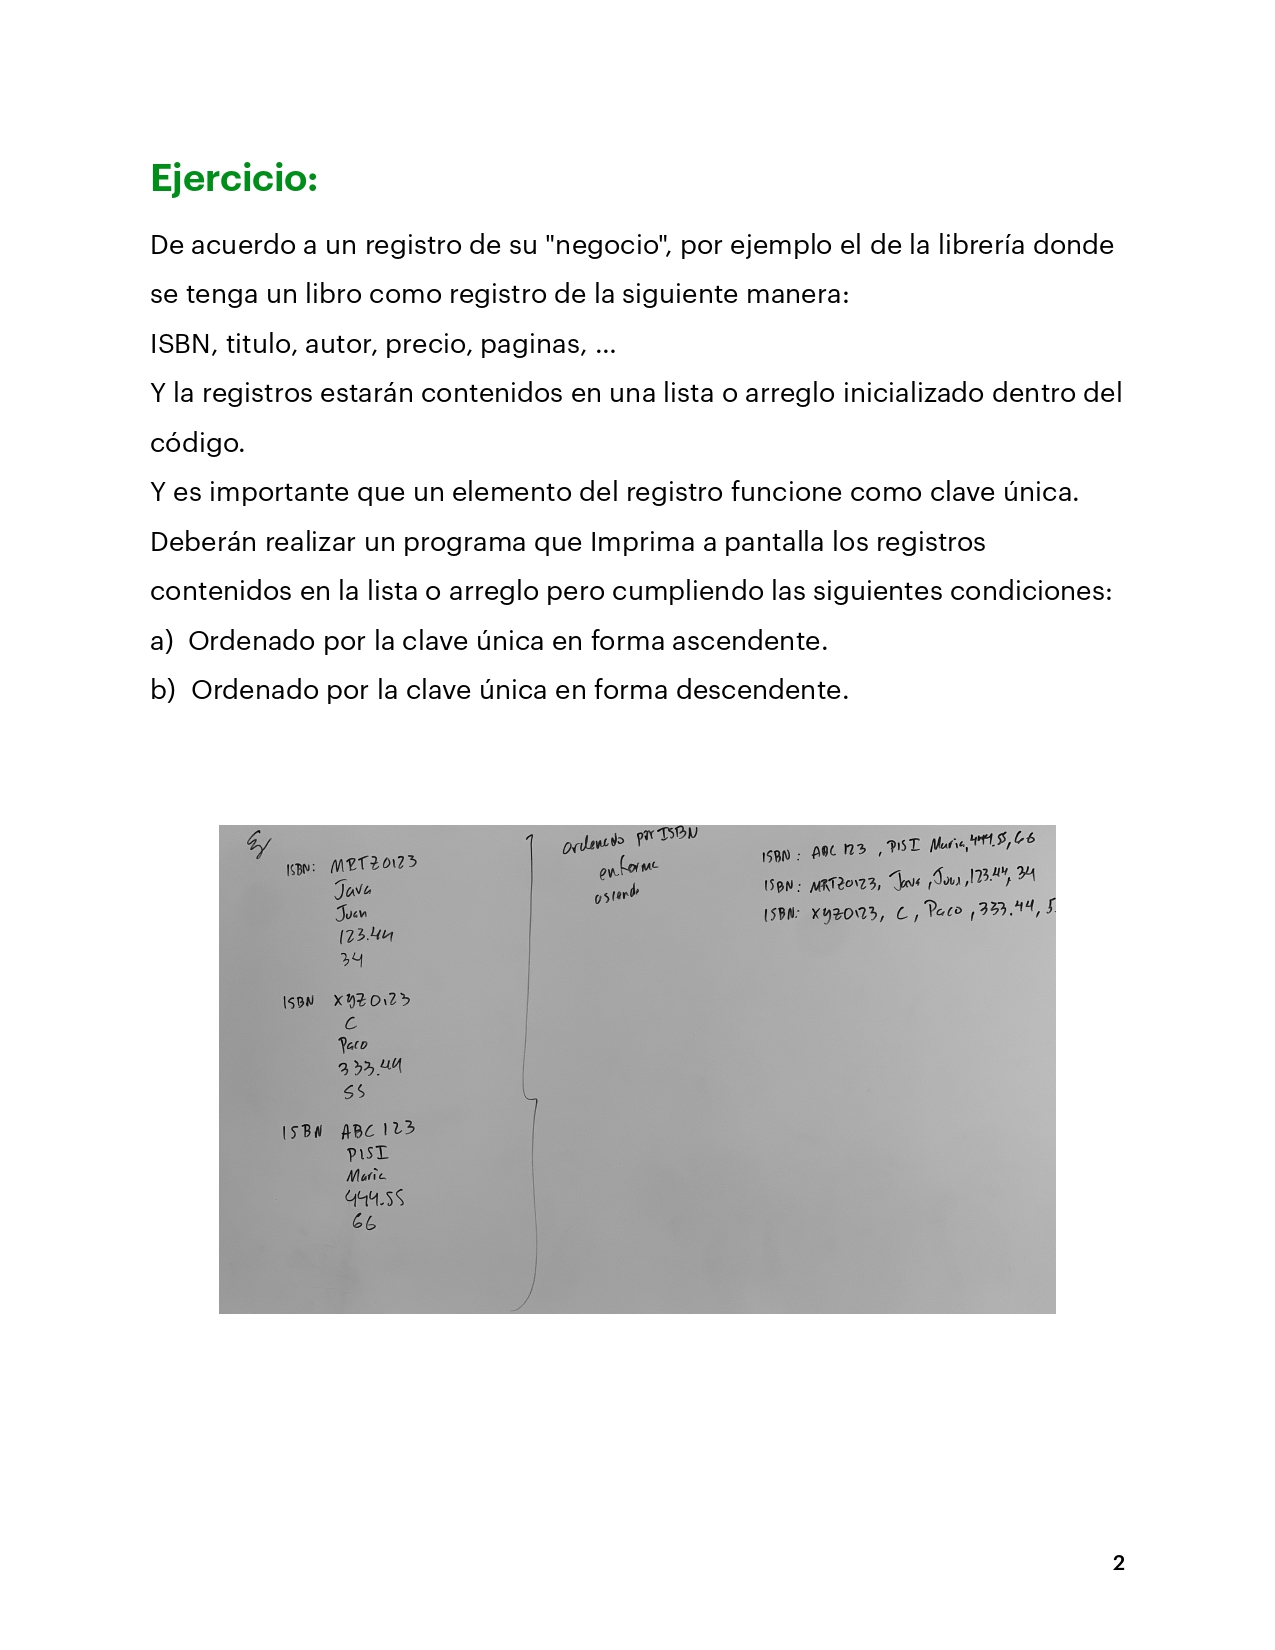 Ejercicio:
De acuerdo a un registro de su "negocio", por ejemplo el de la librería donde
se tenga un libro como registro de la siguiente manera:
ISBN, titulo, autor, precio, paginas, ...
Y la registros estarán contenidos en una lista o arreglo inicializado dentro del
código.
Y es importante que un elemento del registro funcione como clave única.
Deberán realizar un programa que Imprima a pantalla los registros
contenidos en la lista o arreglo pero cumpliendo las siguientes condiciones:
a) Ordenado por la clave única en forma ascendente.
b) Ordenado por la clave única en forma descendente.
Ej
ISBN: MRTZ0123
Java
Juan
123.44
34
ISBN XYZ0123
C
Paco
333.44
55
ISBN ABC123
PISI
Maria
444.55
66
ordenado por ISBN
en forma
ISBN: ABC123, PISI Maria, 444.55, 66
ISBN: MRTZ0123, Java, Juan, 123.44, 34
ISBN: XYZ0123, C, Paco, 333.44, 5
2